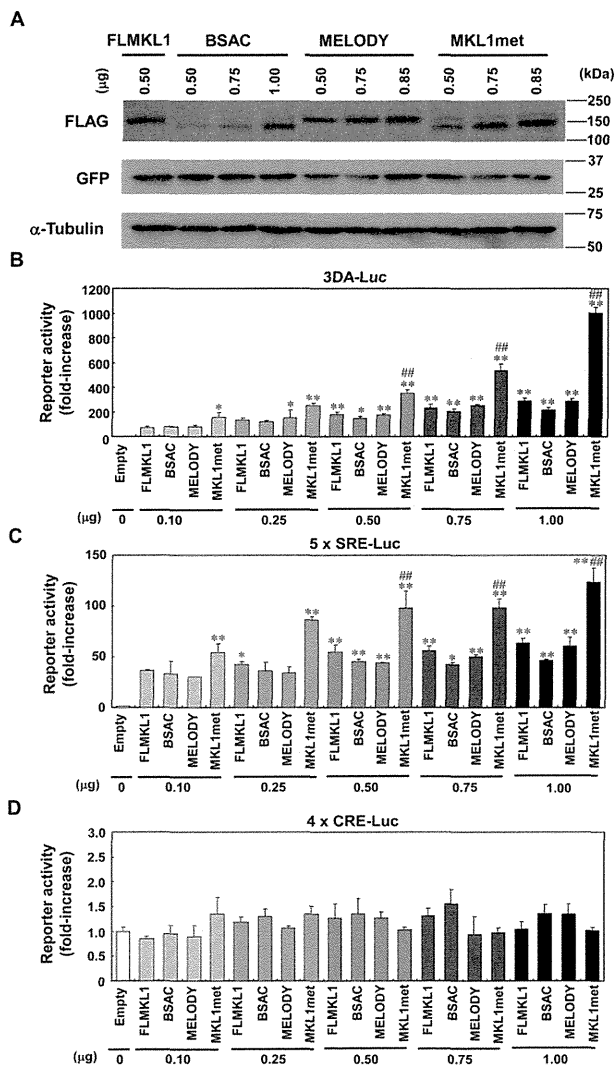 A
FLMKL1 BSAC MELODY MKL1met
(μg) 0.50 0.50 0.75 1.00 0.50 0.75 0.85 0.50 0.75 0.85 (kDa)
250
FLAG 150
100
37
GFP
25
75
α-Tubulin
50
B
3DA-Luc
Reporter activity
(fold-increase)
1200
1000
800
600
400
200
0
* * ** ** * ** ## ** ** ** ** ## ** ** ** ** ## **
Empty FLMKL1 BSAC MELODY MKL1met FLMKL1 BSAC MELODY MKL1met FLMKL1 BSAC MELODY MKL1met FLMKL1 BSAC MELODY MKL1met FLMKL1 BSAC MELODY MKL1met
(μg) 0 0.10 0.25 0.50 0.75 1.00
C
5 x SRE-Luc
Reporter activity
(fold-increase)
150
100
50
0
** * ** ** ** ** ## ** ** * ** ## ** ** ** ** ** ##
Empty FLMKL1 BSAC MELODY MKL1met FLMKL1 BSAC MELODY MKL1met FLMKL1 BSAC MELODY MKL1met FLMKL1 BSAC MELODY MKL1met FLMKL1 BSAC MELODY MKL1met
(μg) 0 0.10 0.25 0.50 0.75 1.00
D
4 x CRE-Luc
Reporter activity
(fold-increase)
3.0
2.5
2.0
1.5
1.0
0.5
0
Empty FLMKL1 BSAC MELODY MKL1met FLMKL1 BSAC MELODY MKL1met FLMKL1 BSAC MELODY MKL1met FLMKL1 BSAC MELODY MKL1met FLMKL1 BSAC MELODY MKL1met
(μg) 0 0.10 0.25 0.50 0.75 1.00